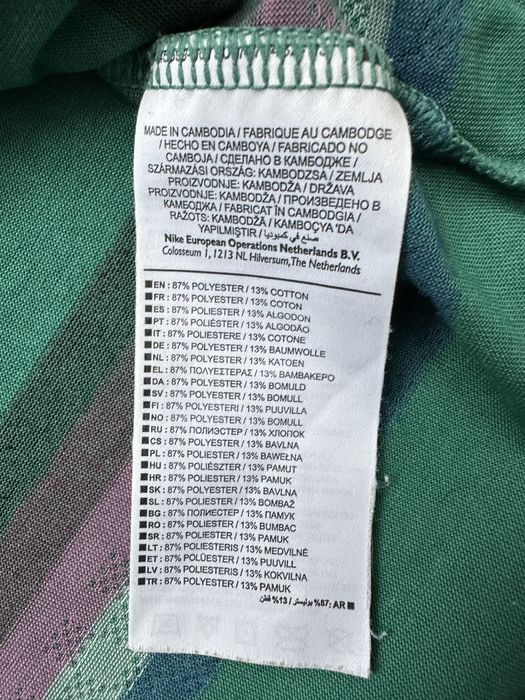 MADE IN CAMBODIA / FABRIQUE AU CAMBODGE
/ HECHO EN CAMBOYA / FABRICADO NO
CAMBOJA / СДЕЛАНО В КАМБОДЖЕ /
SZÁRMAZÁSI ORSZÁG: KAMBODZSA / ZEMLJA
PROIZVODNJE: KAMBODŽA / DRŽAVA
PROIZVODNJE: KAMBODŽA / ПРОИЗВЕДЕНО В
КАМБОДЖА / FABRICAT ÎN CAMBODGIA /
RAŽOTS: KAMBODŽĀ / KAMBOÇYA 'DA
YAPILMIŞTIR / صنع في كمبوديا
Nike European Operations Netherlands B.V.
Colosseum 1, 1213 NL Hilversum, The Netherlands
EN : 87% POLYESTER / 13% COTTON
FR : 87% POLYESTER / 13% COTON
ES : 87% POLIÉSTER / 13% ALGODON
PT : 87% POLIÉSTER / 13% ALGODÃO
IT : 87% POLIESTERE / 13% COTONE
DE : 87% POLYESTER / 13% BAUMWOLLE
NL : 87% POLYESTER / 13% KATOEN
EL : 87% ΠΟΛΥΕΣΤΕΡΑΣ / 13% ΒΑΜΒΑΚΕΡΟ
DA : 87% POLYESTER / 13% BOMULD
SV : 87% POLYESTER / 13% BOMULL
FI : 87% POLYESTERI / 13% PUUVILLA
NO : 87% POLYESTER / 13% BOMULL
RU : 87% ПОЛИЭСТЕР / 13% ХЛОПОК
CS : 87% POLYESTER / 13% BAVLNA
PL : 87% POLIESTER / 13% BAWEŁNA
HU : 87% POLIÉSZTER / 13% PAMUT
HR : 87% POLIESTER / 13% PAMUK
SK : 87% POLYESTER / 13% BAVLNA
SL : 87% POLIESTER / 13% BOMBAŽ
BG : 87% ПОЛИЕСТЕР / 13% ПАМУК
RO : 87% POLIESTER / 13% BUMBAC
SR : 87% POLIESTER / 13% PAMUK
LT : 87% POLIESTERIS / 13% MEDVILNĖ
ET : 87% POLÜESTER / 13% PUUVILL
LV : 87% POLIESTERIS / 13% KOKVILNA
TR : 87% POLYESTER / 13% PAMUK
AR :87% بوليستر / 13% قطن